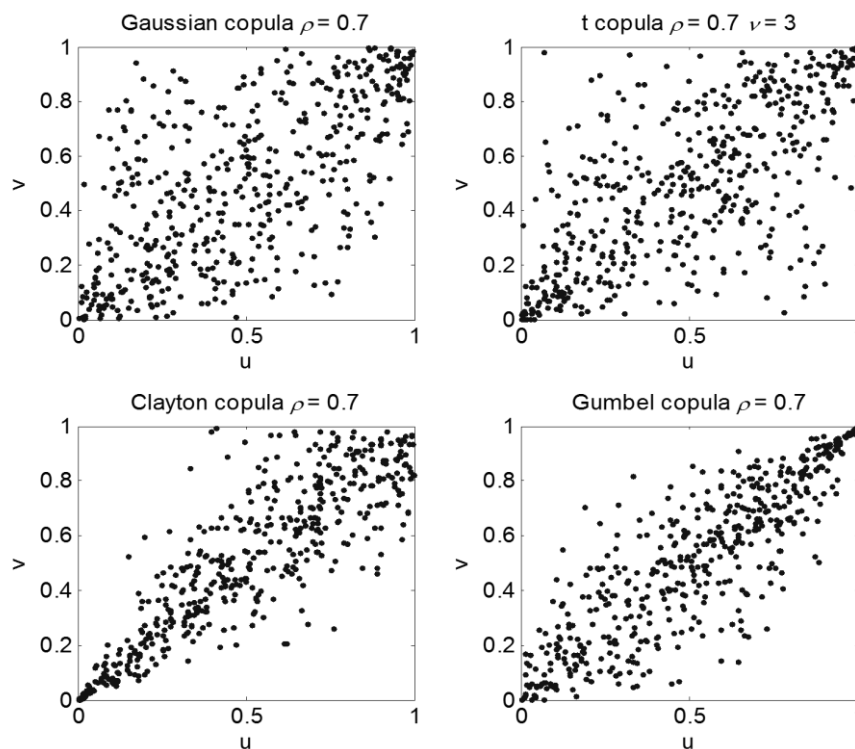 Gaussian copula ρ = 0.7
1
0.8
0.6
0.4
0.2
0
v
0
0.5
1
u
t copula ρ = 0.7 ν = 3
1
0.8
0.6
0.4
0.2
0
v
0
0.5
u
Clayton copula ρ = 0.7
1
0.8
0.6
0.4
0.2
0
v
0
0.5
1
u
Gumbel copula ρ = 0.7
1
0.8
0.6
0.4
0.2
0
v
0
0.5
u